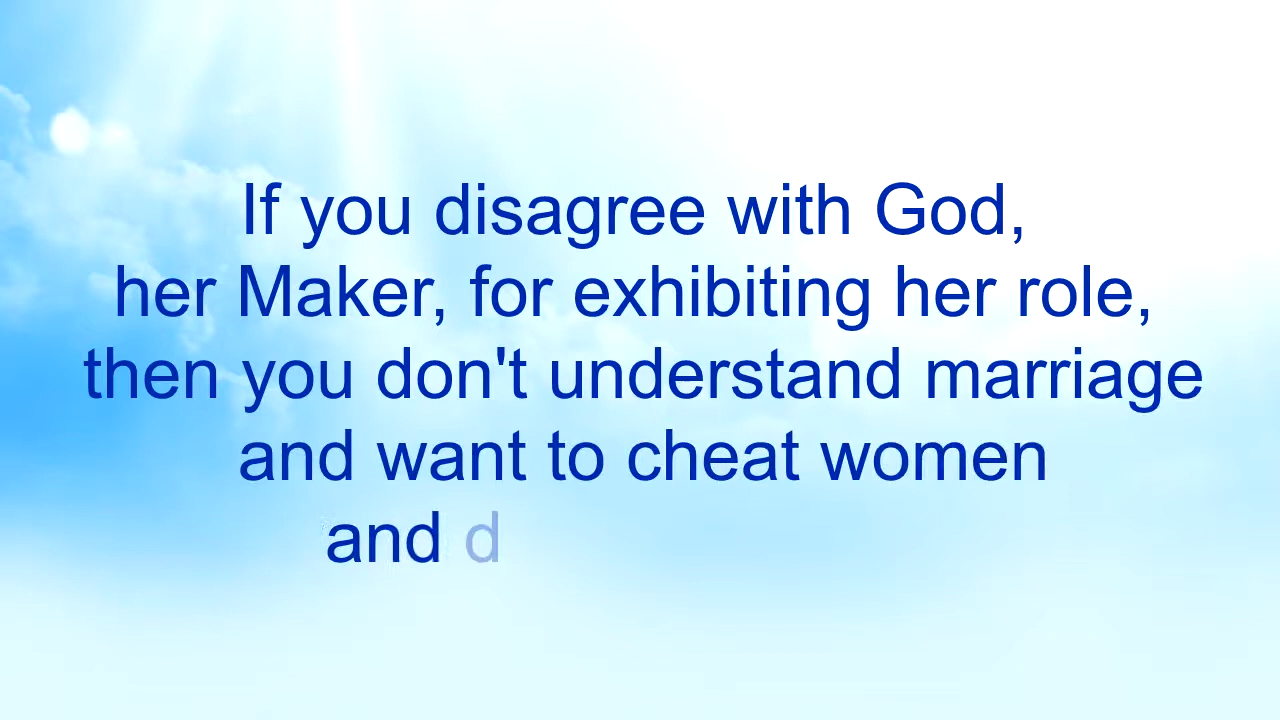 If you disagree with God,
her Maker, for exhibiting her role,
then you don't understand marriage
and want to cheat women
and d